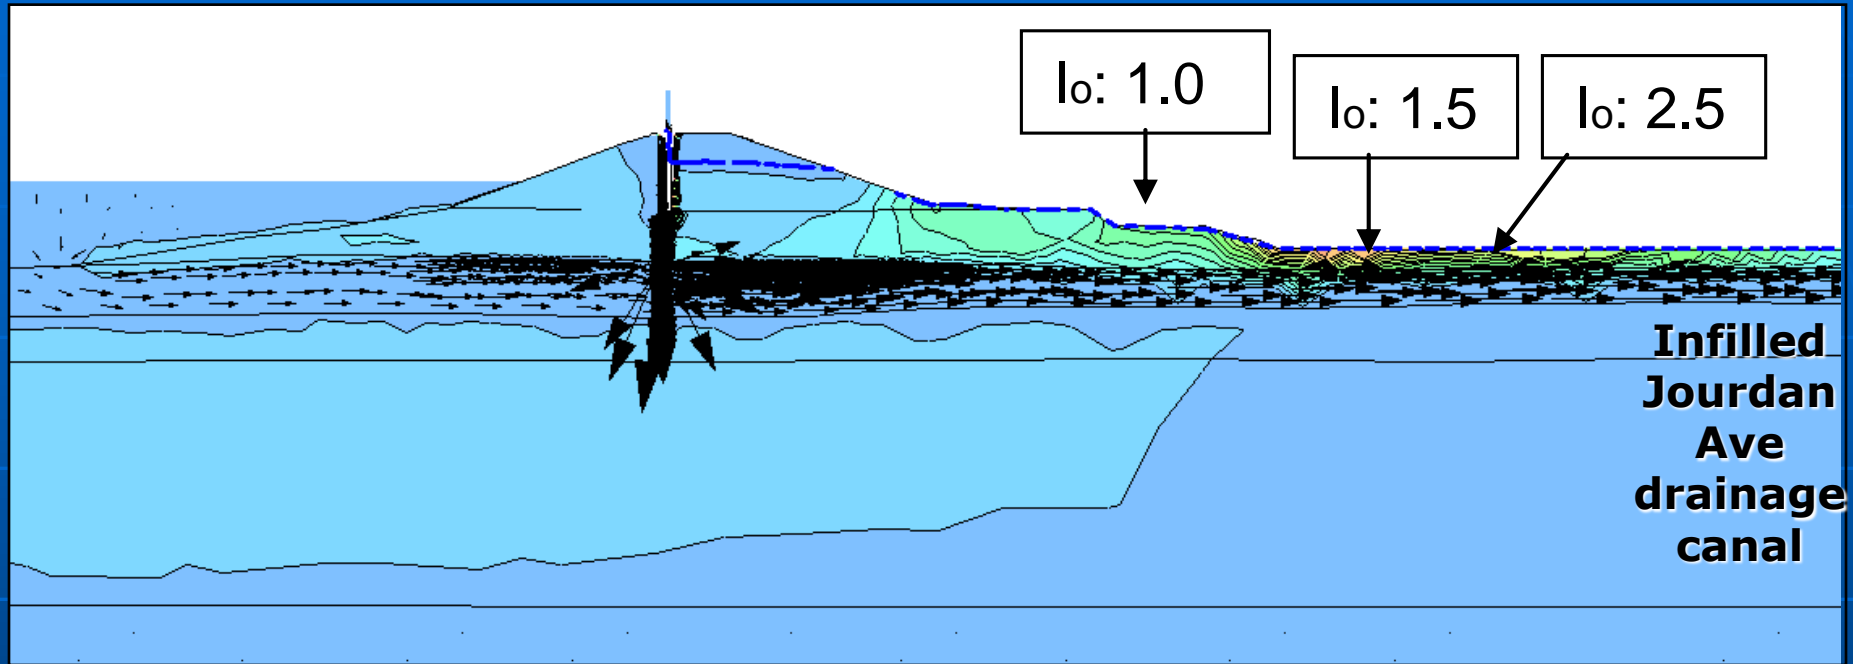 Io: 1.0
Io: 1.5
Io: 2.5
Infilled
Jourdan
Ave
drainage
canal